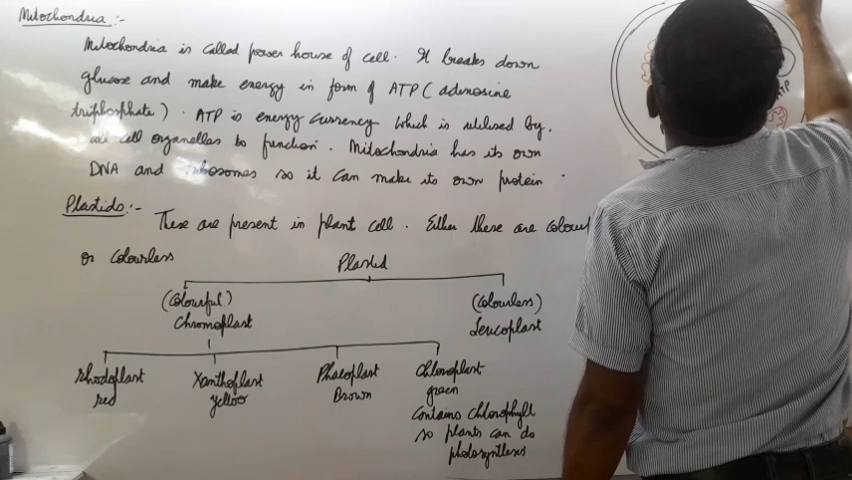 Mitochondria :-
Mitochondria is called power house of cell. It breaks down
glucose and make energy in form of ATP ( adenosine
triphosphate ) . ATP is energy currency which is utilised by
cell organelles to function . Mitochondria has its own
DNA and ribosomes so it can make its own protein .
Plastids :-
These are present in plant cell . Either these are colour
or colourless
Plastid
(Colourful) (Colourless)
Chromoplast Leucoplast
Rhodoplast Xanthoplast Phaeoplast Chloroplast
red yellow Brown green
Contains chlorophyll
so plants can do
photosynthesis
ATP